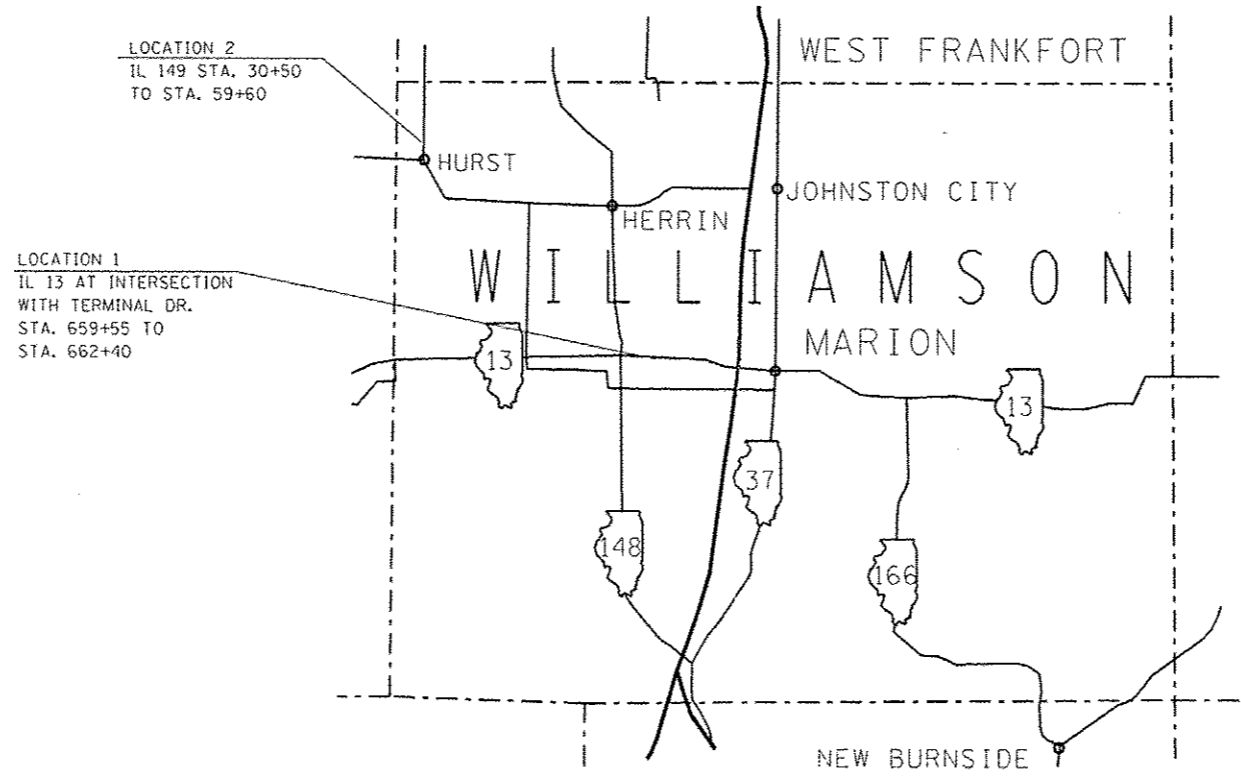 LOCATION 2
IL 149 STA. 30+50
TO STA. 59+60
WEST FRANKFORT
HURST
JOHNSTON CITY
HERRIN
LOCATION 1
IL 13 AT INTERSECTION
WITH TERMINAL DR.
STA. 659+55 TO
STA. 662+40
WILLIAMSON
MARION
13
13
37
148
166
NEW BURNSIDE